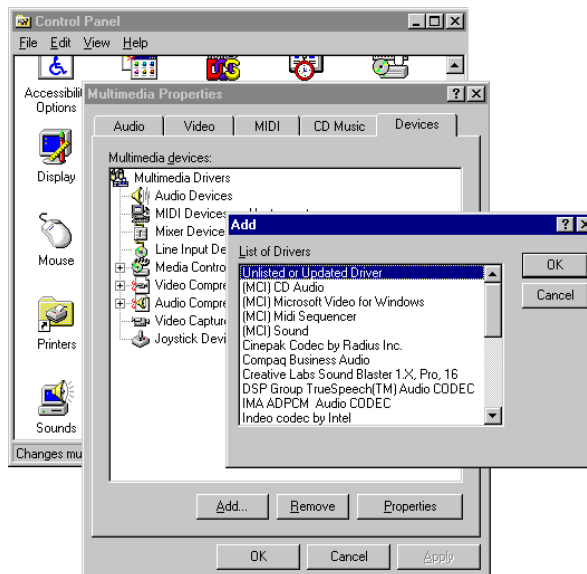 Control Panel
File Edit View Help
Accessibili
Options
Display
Mouse
Printers
Sounds
Changes mu
Multimedia Properties
Audio Video MIDI CD Music Devices
Multimedia devices:
Multimedia Drivers
Audio Devices
MIDI Devices
Mixer Device
Line Input De
Media Contro
Video Compre
Audio Compre
Video Captur
Joystick Devi
Add... Remove Properties
OK Cancel Apply
Add
List of Drivers
Unlisted or Updated Driver
(MCI) CD Audio
(MCI) Microsoft Video for Windows
(MCI) Midi Sequencer
(MCI) Sound
Cinepak Codec by Radius Inc.
Compaq Business Audio
Creative Labs Sound Blaster 1.X, Pro, 16
DSP Group TrueSpeech(TM) Audio CODEC
IMA ADPCM Audio CODEC
Indeo codec by Intel
OK
Cancel